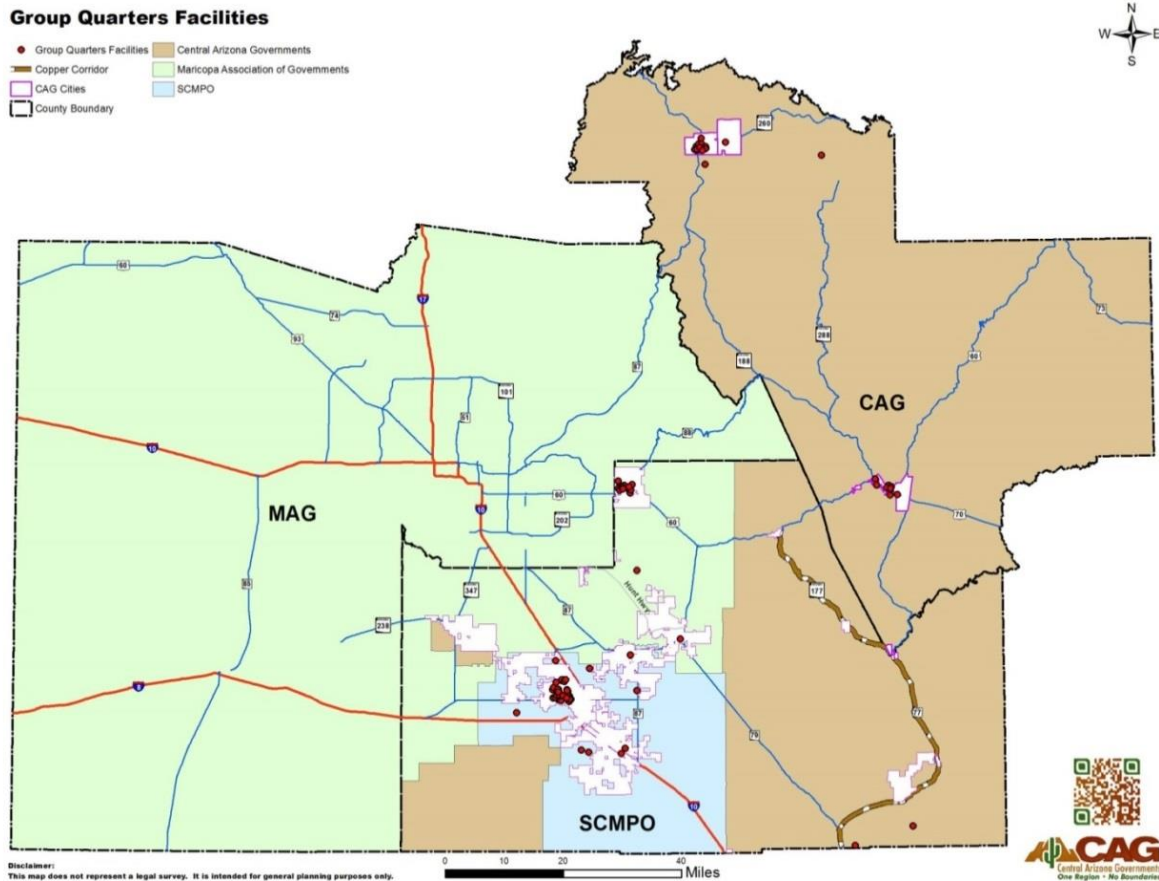 Group Quarters Facilities
Group Quarters Facilities
Central Arizona Governments
Copper Corridor
Maricopa Association of Governments
CAG Cities
SCMPO
County Boundary
N
W E
S
260
60
17
73
74
93
288
60
87
188
101
51
CAG
88
10
60
MAG
10
202
70
60
85
Hunt Hwy
347
177
87
238
8
77
87
79
10
SCMPO
CAG
Central Arizona Governments
One Region • No Boundaries
0 10 20 40
Miles
Disclaimer:
This map does not represent a legal survey. It is intended for general planning purposes only.